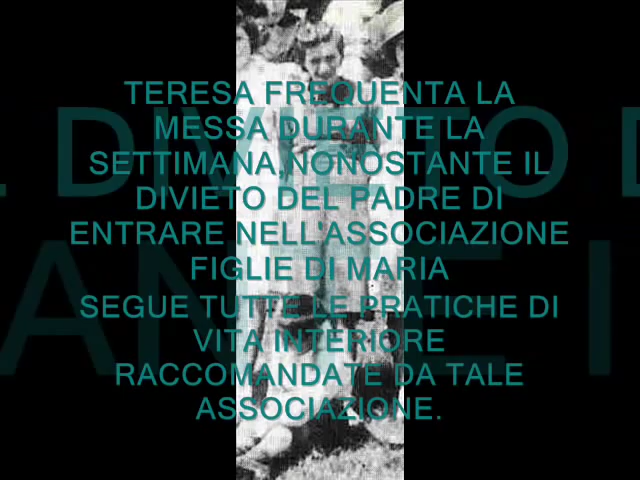 TERESA FREQUENTA LA
MESSA DURANTE LA
SETTIMANA,NONOSTANTE IL
DIVIETO DEL PADRE DI
ENTRARE NELL'ASSOCIAZIONE
FIGLIE DI MARIA
SEGUE TUTTE LE PRATICHE DI
VITA INTERIORE
RACCOMANDATE DA TALE
ASSOCIAZIONE.